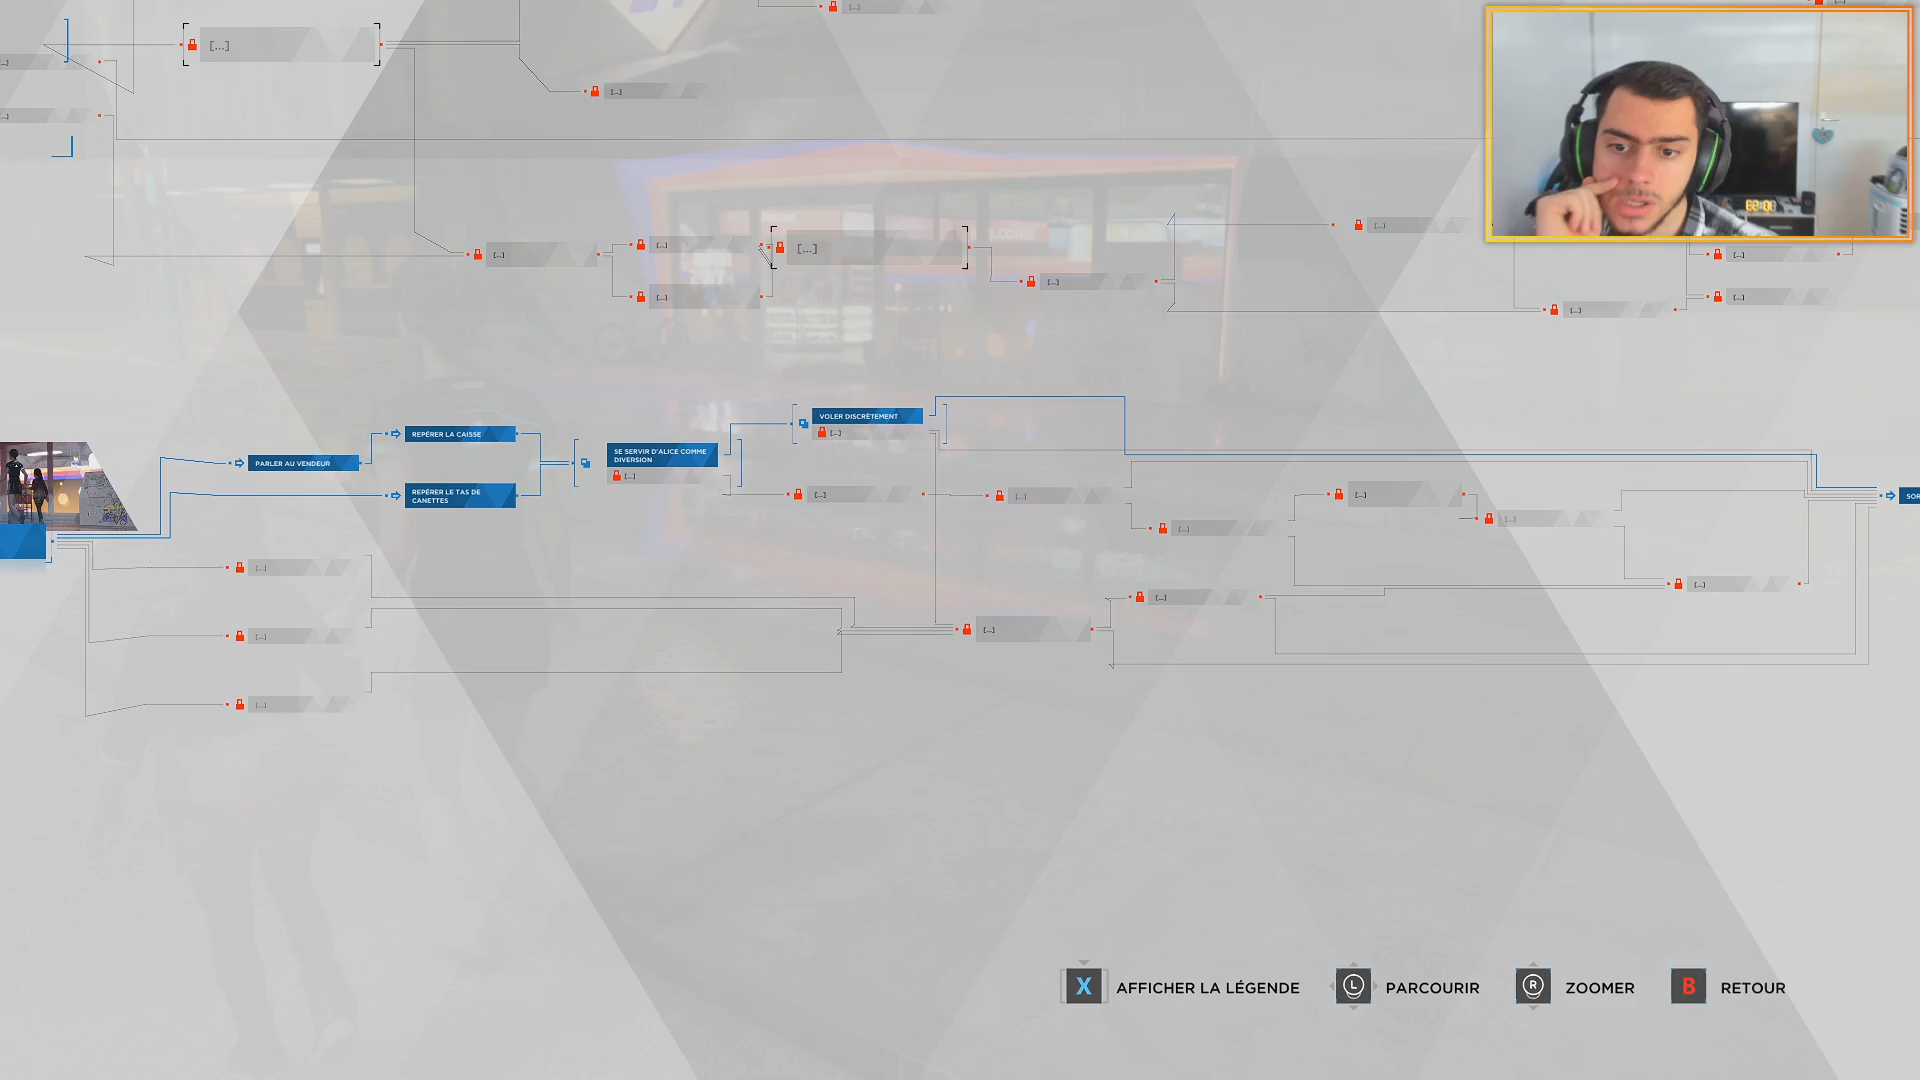 [...]
[...]
[...]
[...]
[...]
[...]
[...]
[...]
[...]
[...]
[...]
[...]
[...]
VOLER DISCRÈTEMENT
[...]
REPÉRER LA CAISSE
SE SERVIR D'ALICE COMME
DIVERSION
[...]
PARLER AU VENDEUR
REPÉRER LE TAS DE
CANETTES
[...]
[...]
[...]
[...]
[...]
[...]
[...]
[...]
[...]
[...]
[...]
X AFFICHER LA LÉGENDE
L PARCOURIR
R ZOOMER
B RETOUR